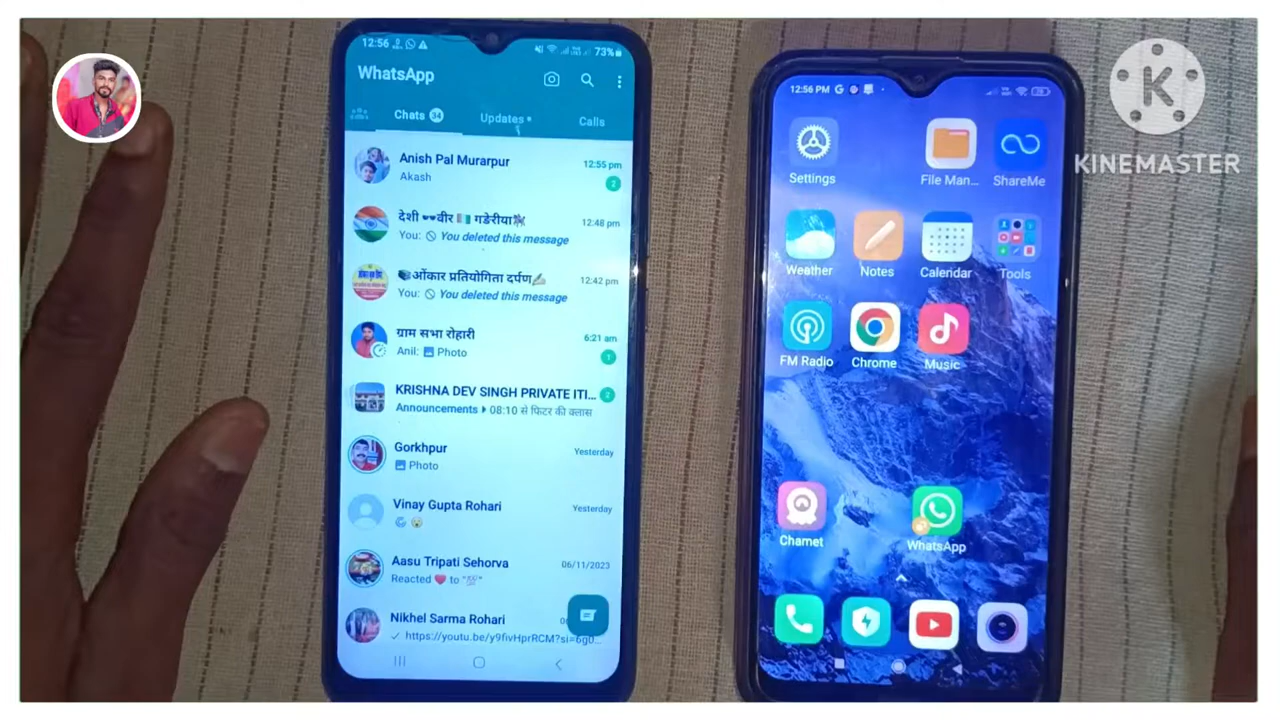 12:56
73%
WhatsApp
Chats 34
Updates
Calls
Anish Pal Murarpur
12:55 pm
Akash
2
देशी 🕶️वीर गडेरीया
12:48 pm
You: You deleted this message
ओंकार प्रतियोगिता दर्पण✍️
12:42 pm
You: You deleted this message
ग्राम सभा रोहारी
6:21 am
Anil: Photo
1
KRISHNA DEV SINGH PRIVATE ITI...
2
Announcements 08:10 से फिटर की क्लास
Gorkhpur
Yesterday
Photo
Vinay Gupta Rohari
Yesterday
Aasu Tripati Sehorva
06/11/2023
Reacted ❤️ to "💯"
Nikhel Sarma Rohari
https://youtu.be/y9fivHprRCM?si=6g0...
12:56 PM
Settings
File Man...
ShareMe
Weather
Notes
Calendar
Tools
FM Radio
Chrome
Music
Chamet
WhatsApp
K
KINEMASTER